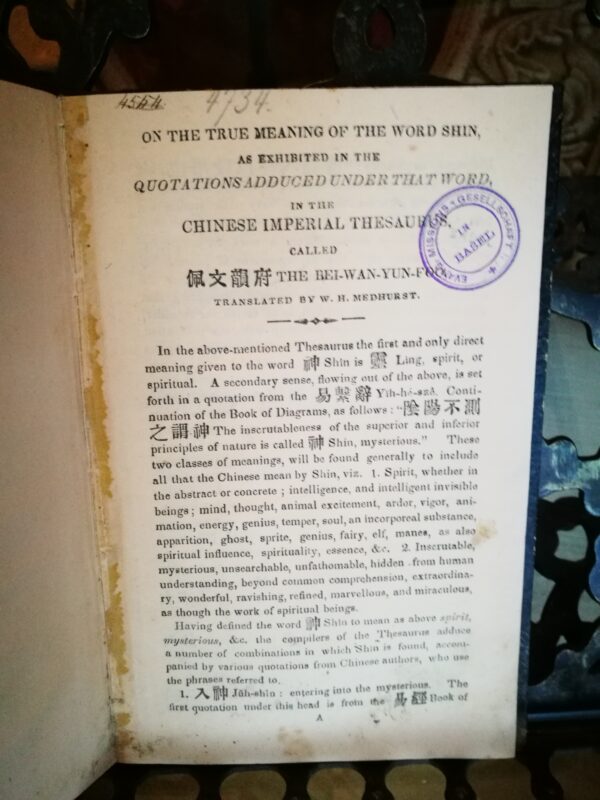 4544
4734.
ON THE TRUE MEANING OF THE WORD SHIN,
AS EXHIBITED IN THE
QUOTATIONS ADDUCED UNDER THAT WORD,
IN THE
CHINESE IMPERIAL THESAURUS,
CALLED
佩文韻府 THE BEI-WAN-YUN-FOO.
TRANSLATED BY W. H. MEDHURST.
EVANG. MISSIONS-GESELLSCHAFT
IN
BASEL
In the above-mentioned Thesaurus the first and only direct
meaning given to the word 神 Shin is 靈 Ling, spirit, or
spiritual. A secondary sense, flowing out of the above, is set
forth in a quotation from the 易繫辭 Yih-hé-szê. Conti-
nuation of the Book of Diagrams, as follows: "陰陽不測
之謂神 The inscrutableness of the superior and inferior
principles of nature is called 神 Shin, mysterious." These
two classes of meanings, will be found generally to include
all that the Chinese mean by Shin, viz. 1. Spirit, whether in
the abstract or concrete; intelligence, and intelligent invisible
beings; mind, thought, animal excitement, ardor, vigor, ani-
mation, energy, genius, temper, soul, an incorporeal substance,
apparition, ghost, sprite, genius, fairy, elf, manes, as also
spiritual influence, spirituality, essence, &c. 2. Inscrutable,
mysterious, unsearchable, unfathomable, hidden from human
understanding, beyond common comprehension, extraordina-
ry, wonderful, ravishing, refined, marvellous, and miraculous,
as though the work of spiritual beings.
Having defined the word 神 Shin to mean as above spirit,
mysterious, &c. the compilers of the Thesaurus adduce
a number of combinations in which Shin is found, accom-
panied by various quotations from Chinese authors, who use
the phrases referred to.
1. 入神 Jăh-shin: entering into the mysterious. The
first quotation under this head is from the 易經 Book of
A